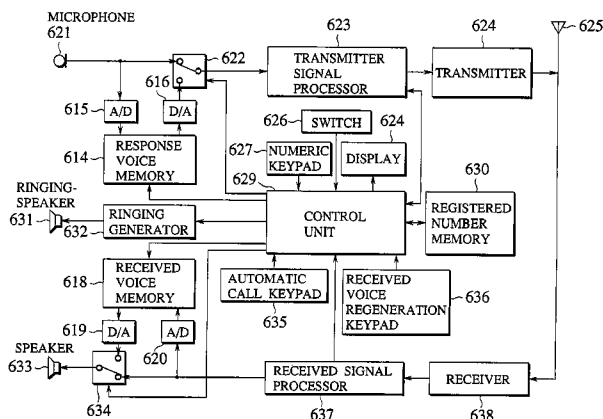 MICROPHONE
621
622
623
TRANSMITTER
SIGNAL
PROCESSOR
624
TRANSMITTER
625
615
A/D
616
D/A
626
SWITCH
624
DISPLAY
627
NUMERIC
KEYPAD
614
RESPONSE
VOICE
MEMORY
629
CONTROL
UNIT
630
REGISTERED
NUMBER
MEMORY
RINGING-
SPEAKER
631
632
RINGING
GENERATOR
618
RECEIVED
VOICE
MEMORY
AUTOMATIC
CALL KEYPAD
635
RECEIVED
VOICE
REGENERATION
KEYPAD
636
619
D/A
A/D
620
SPEAKER
633
634
RECEIVED SIGNAL
PROCESSOR
637
RECEIVER
638